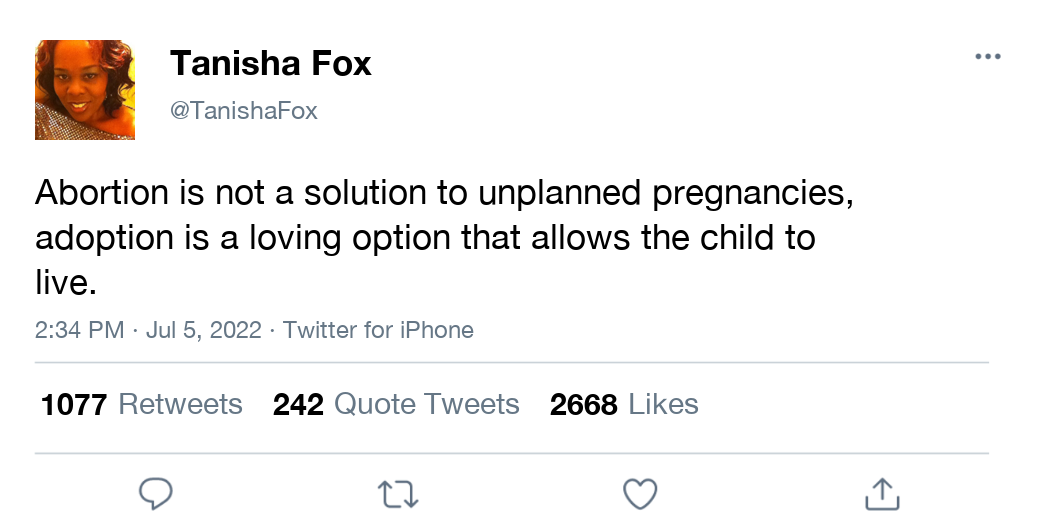 Tanisha Fox
@TanishaFox
Abortion is not a solution to unplanned pregnancies,
adoption is a loving option that allows the child to
live.
2:34 PM · Jul 5, 2022 · Twitter for iPhone
1077 Retweets 242 Quote Tweets 2668 Likes